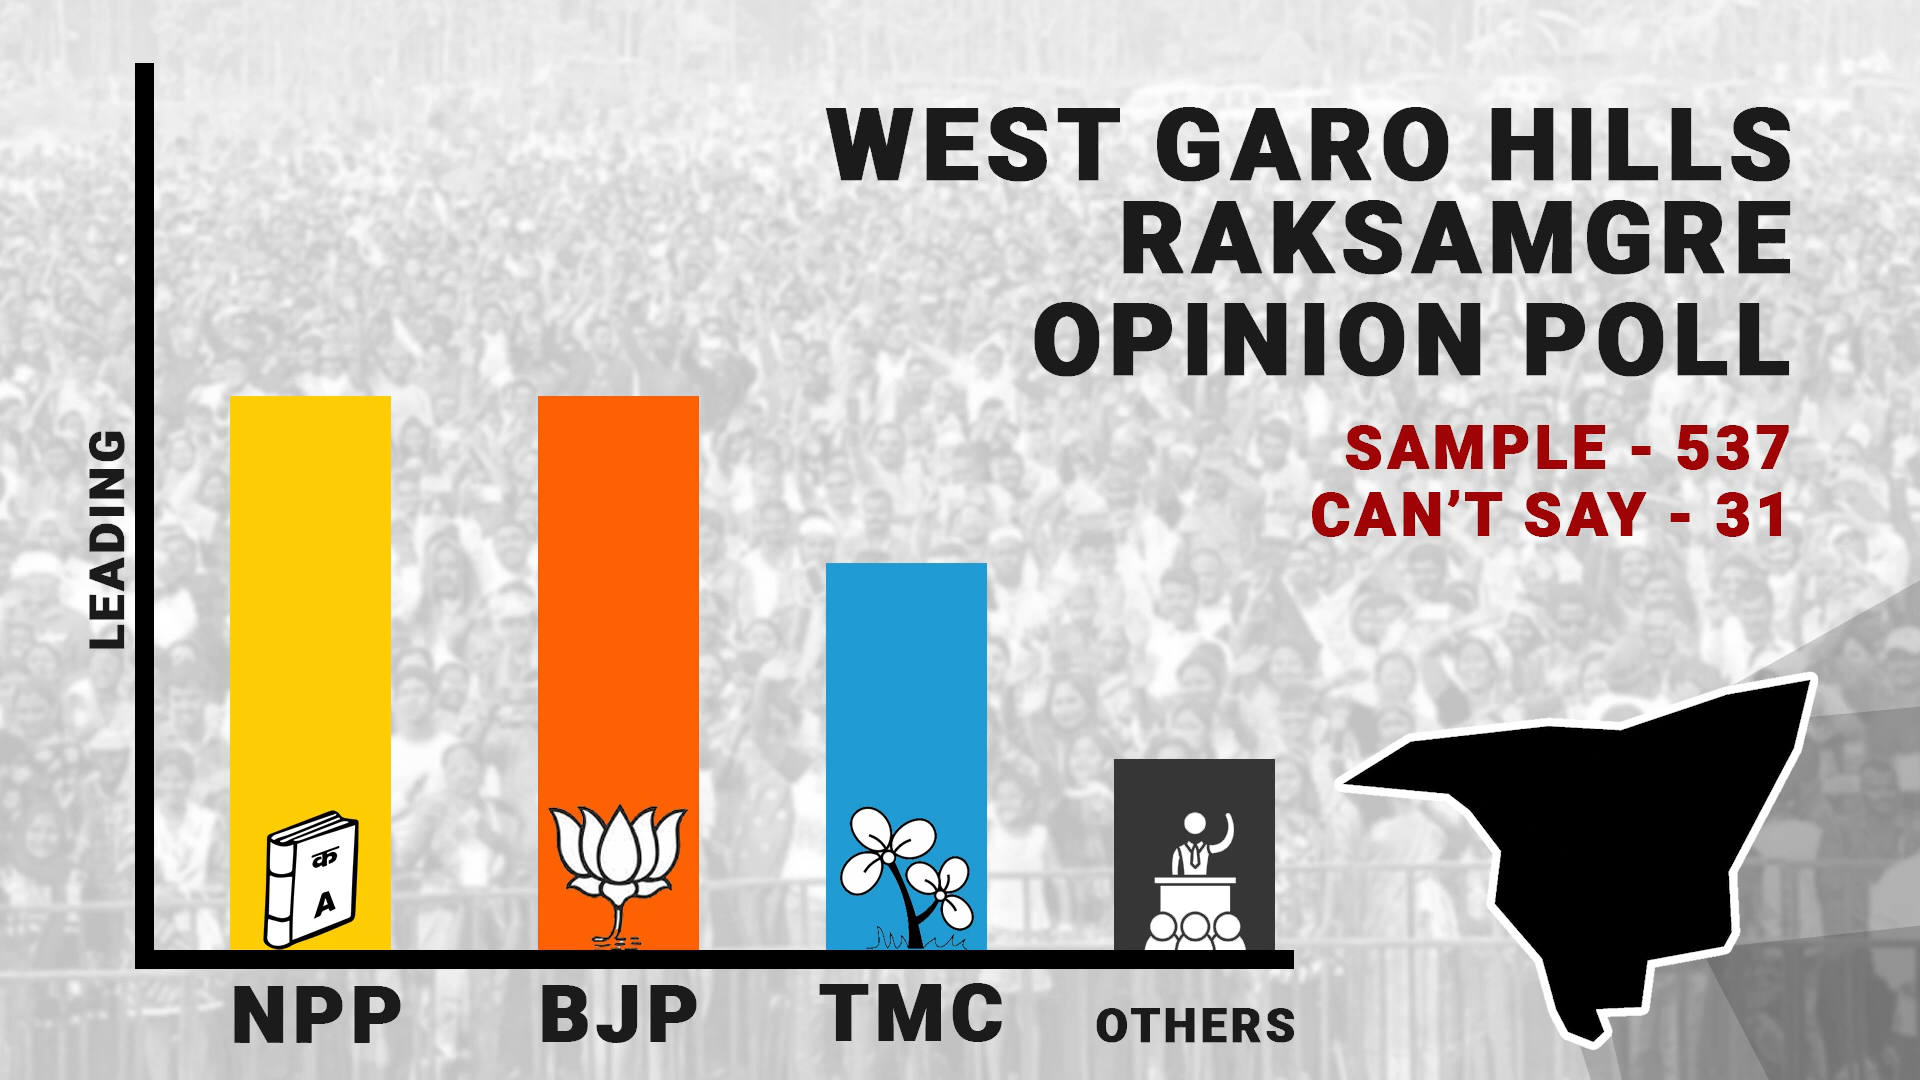 WEST GARO HILLS
RAKSAMGRE
OPINION POLL
SAMPLE - 537
CAN'T SAY - 31
LEADING
क
A
NPP
BJP
TMC
OTHERS